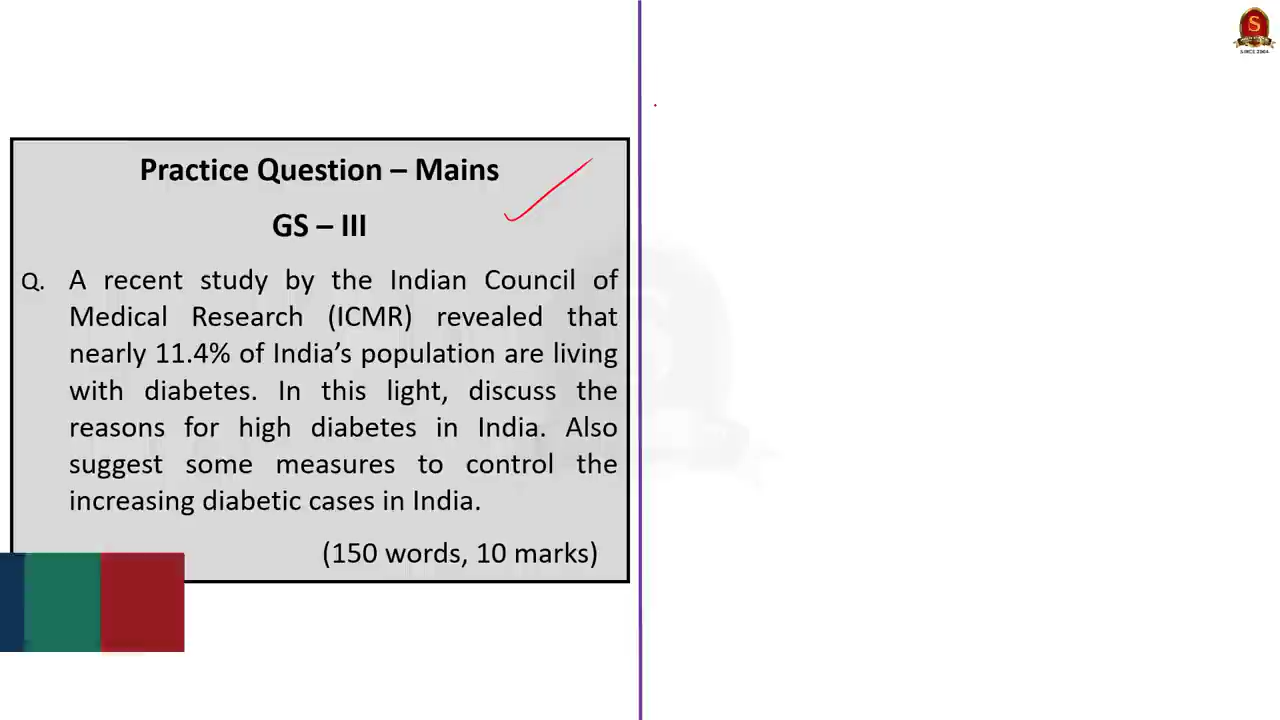 Practice Question – Mains
GS – III
Q. A recent study by the Indian Council of
Medical Research (ICMR) revealed that
nearly 11.4% of India’s population are living
with diabetes. In this light, discuss the
reasons for high diabetes in India. Also
suggest some measures to control the
increasing diabetic cases in India.
(150 words, 10 marks)
S